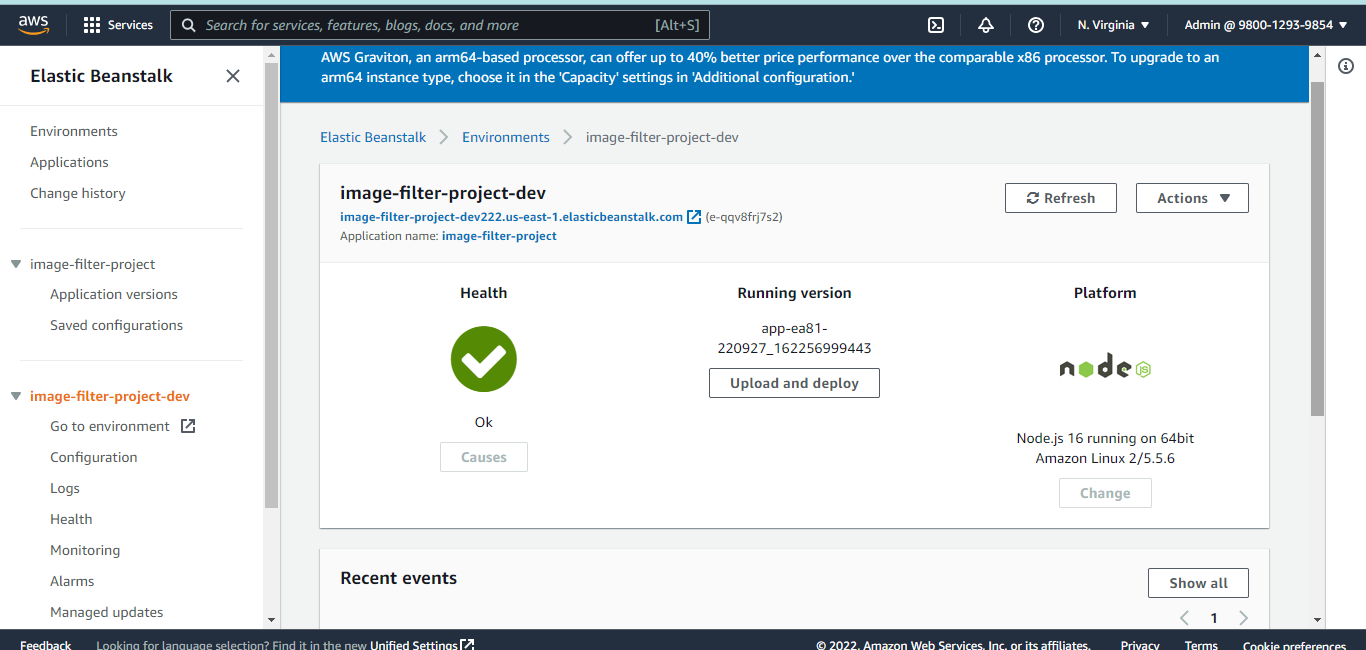 aws
Services
Search for services, features, blogs, docs, and more
[Alt+S]
N. Virginia
Admin @ 9800-1293-9854
Elastic Beanstalk
Environments
Applications
Change history
image-filter-project
Application versions
Saved configurations
image-filter-project-dev
Go to environment
Configuration
Logs
Health
Monitoring
Alarms
Managed updates
AWS Graviton, an arm64-based processor, can offer up to 40% better price performance over the comparable x86 processor. To upgrade to an
arm64 instance type, choose it in the 'Capacity' settings in 'Additional configuration.'
Elastic Beanstalk
Environments
image-filter-project-dev
image-filter-project-dev
image-filter-project-dev222.us-east-1.elasticbeanstalk.com (e-qqv8frj7s2)
Application name: image-filter-project
Refresh
Actions
Health
Ok
Causes
Running version
app-ea81-
220927_162256999443
Upload and deploy
Platform
node
JS
Node.js 16 running on 64bit
Amazon Linux 2/5.5.6
Change
Recent events
Show all
1
Feedback
Looking for language selection? Find it in the new Unified Settings
© 2022, Amazon Web Services, Inc. or its affiliates.
Privacy
Terms
Cookie preferences